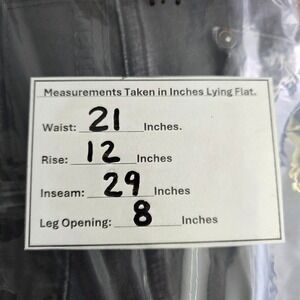 Measurements Taken in Inches Lying Flat.
Waist: 21 Inches.
Rise: 12 Inches
Inseam: 29 Inches
Leg Opening: 8 Inches